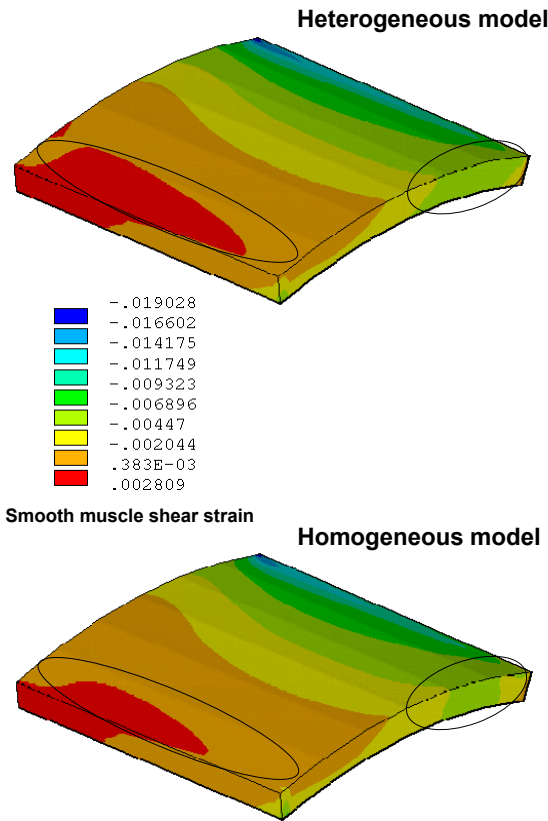 Heterogeneous model
-.019028
-.016602
-.014175
-.011749
-.009323
-.006896
-.00447
-.002044
.383E-03
.002809
Smooth muscle shear strain
Homogeneous model